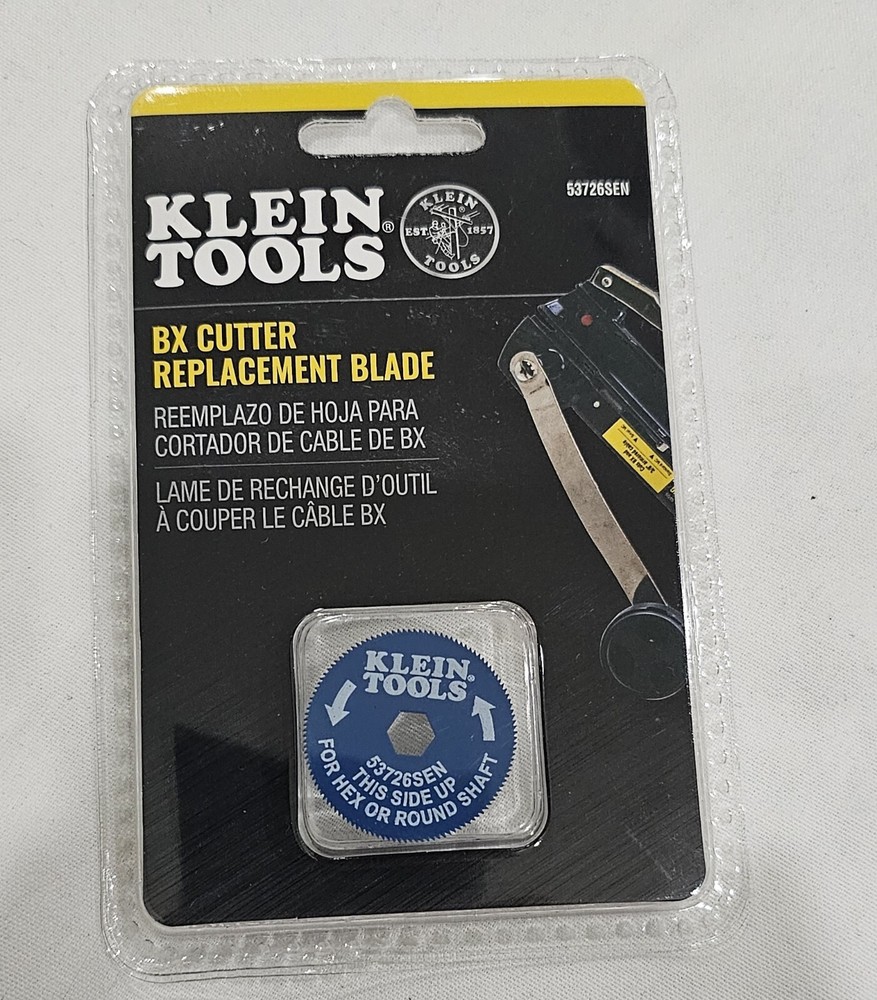 53726SEN
KLEIN
TOOLS®
KLEIN
EST. 1857
TOOLS
BX CUTTER
REPLACEMENT BLADE
REEMPLAZO DE HOJA PARA
CORTADOR DE CABLE DE BX
LAME DE RECHANGE D'OUTIL
À COUPER LE CÂBLE BX
KLEIN
TOOLS®
53726SEN
THIS SIDE UP
FOR HEX OR ROUND SHAFT